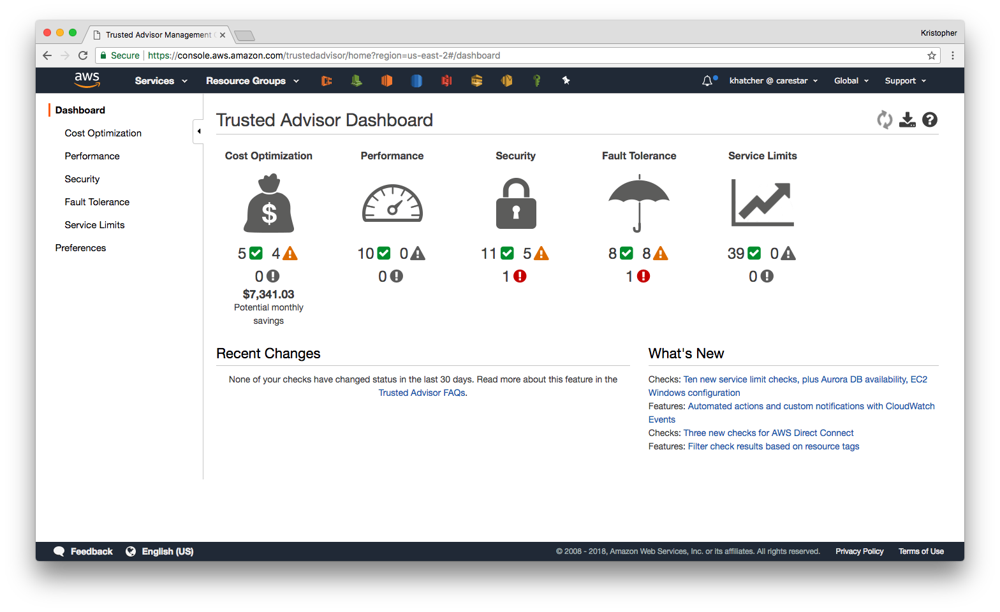 Trusted Advisor Management
Kristopher
Secure
https://console.aws.amazon.com/trustedadvisor/home?region=us-east-2#/dashboard
aws
Services
Resource Groups
khatcher @ carestar
Global
Support
Dashboard
Cost Optimization
Performance
Security
Fault Tolerance
Service Limits
Preferences
Trusted Advisor Dashboard
Cost Optimization
$
5 4
0
$7,341.03
Potential monthly
savings
Performance
10 0
0
Security
11 5
1
Fault Tolerance
8 8
1
Service Limits
39 0
0
Recent Changes
None of your checks have changed status in the last 30 days. Read more about this feature in the
Trusted Advisor FAQs.
What's New
Checks: Ten new service limit checks, plus Aurora DB availability, EC2
Windows configuration
Features: Automated actions and custom notifications with CloudWatch
Events
Checks: Three new checks for AWS Direct Connect
Features: Filter check results based on resource tags
Feedback
English (US)
© 2008 - 2018, Amazon Web Services, Inc. or its affiliates. All rights reserved.
Privacy Policy
Terms of Use